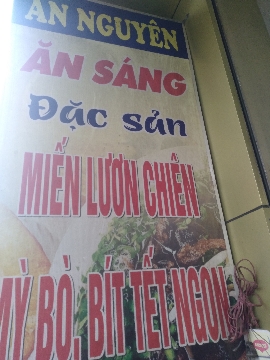 AN NGUYÊN
ĂN SÁNG
Đặc sản
MIẾN LƯƠN CHIÊN
MỲ BÒ, BÍT TẾT NGON